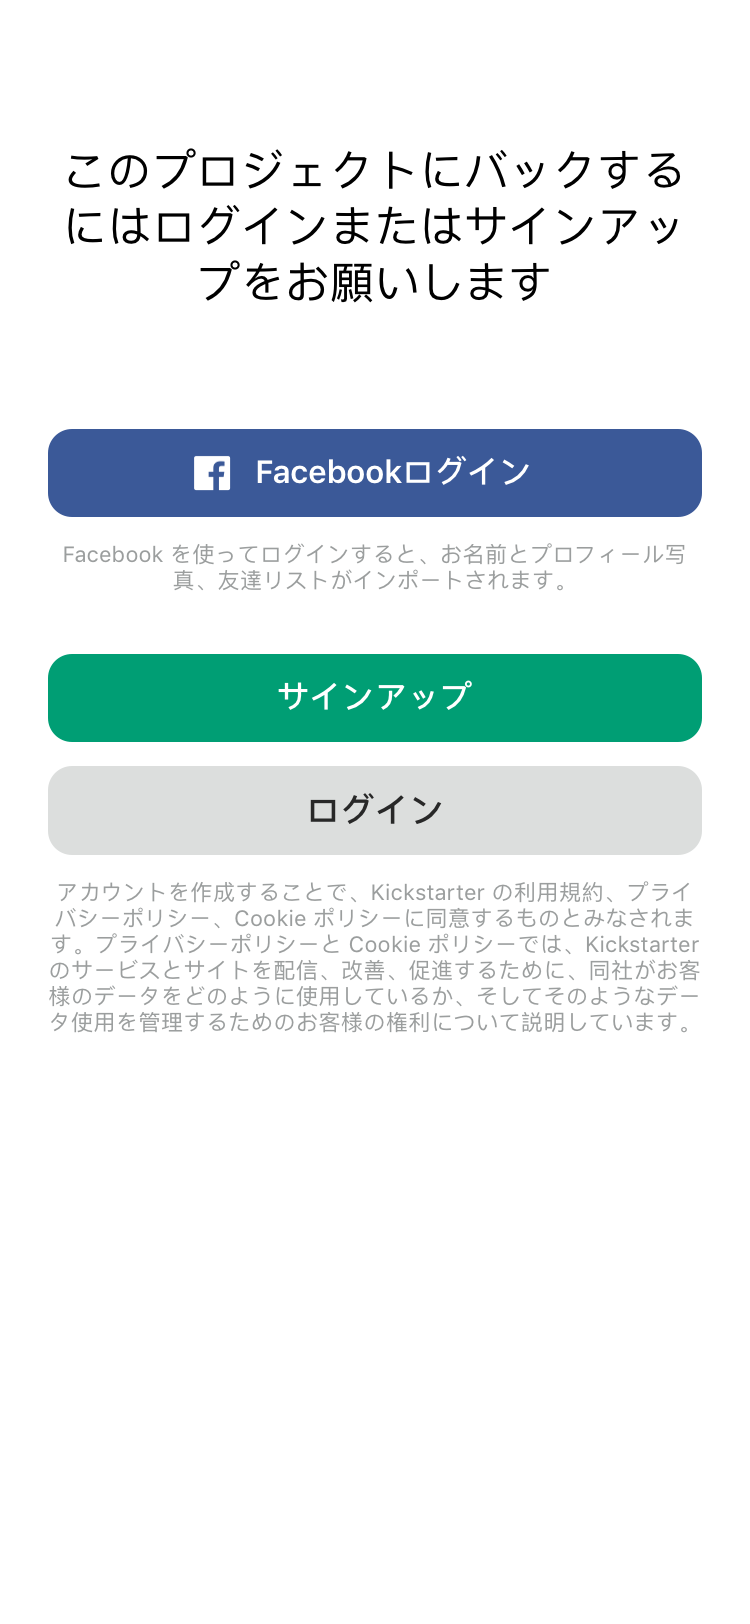 このプロジェクトにバックする
にはログインまたはサインアッ
プをお願いします
Facebookログイン
Facebook を使ってログインすると、お名前とプロフィール写
真、友達リストがインポートされます。
サインアップ
ログイン
アカウントを作成することで、Kickstarter の利用規約、プライ
バシーポリシー、Cookie ポリシーに同意するものとみなされま
す。プライバシーポリシーと Cookie ポリシーでは、Kickstarter
のサービスとサイトを配信、改善、促進するために、同社がお客
様のデータをどのように使用しているか、そしてそのようなデー
タ使用を管理するためのお客様の権利について説明しています。